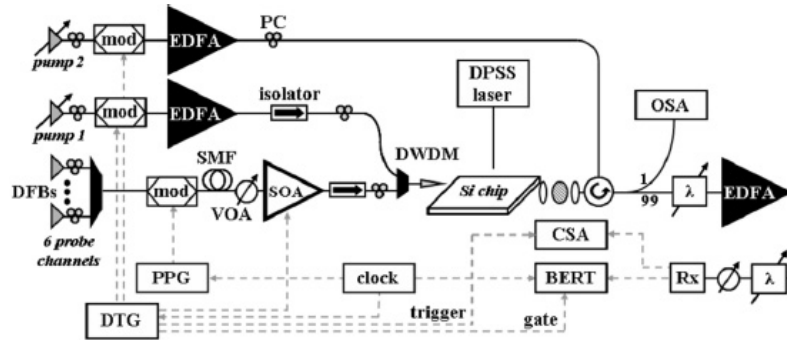 mod
EDFA
PC
pump 2
DPSS
laser
mod
EDFA
isolator
pump 1
OSA
SMF
DWDM
DFBs
mod
SOA
VOA
Si chip
1
99
λ
EDFA
6 probe
channels
CSA
PPG
clock
BERT
Rx
λ
DTG
trigger
gate